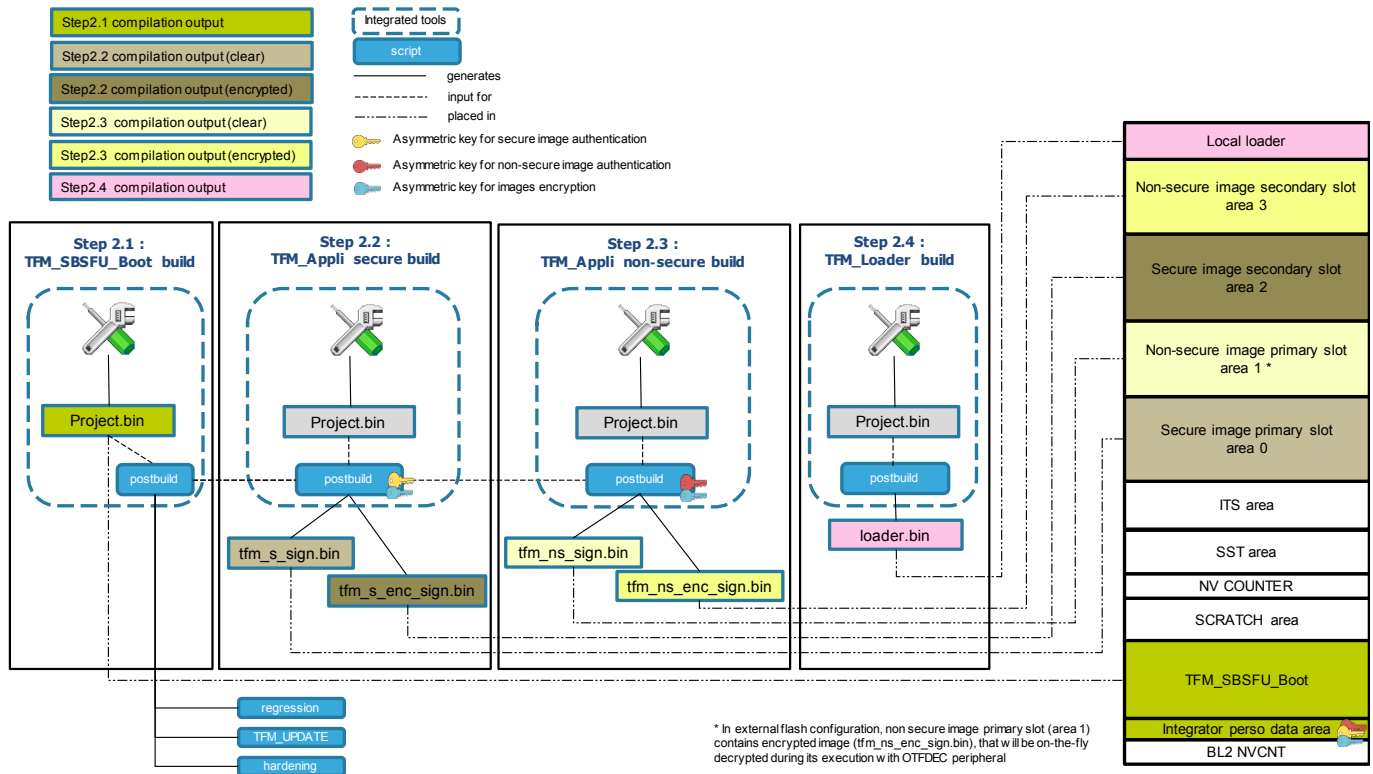 Step2.1 compilation output
Step2.2 compilation output (clear)
Step2.2 compilation output (encrypted)
Step2.3 compilation output (clear)
Step2.3 compilation output (encrypted)
Step2.4 compilation output
Integrated tools
script
generates
input for
placed in
Asymmetric key for secure image authentication
Asymmetric key for non-secure image authentication
Asymmetric key for images encryption
Step 2.1 :
TFM_SBSFU_Boot build
Project.bin
postbuild
Step 2.2 :
TFM_Appli secure build
Project.bin
postbuild
tfm_s_sign.bin
tfm_s_enc_sign.bin
Step 2.3 :
TFM_Appli non-secure build
Project.bin
postbuild
tfm_ns_sign.bin
tfm_ns_enc_sign.bin
Step 2.4 :
TFM_Loader build
Project.bin
postbuild
loader.bin
regression
TFM_UPDATE
hardening
Local loader
Non-secure image secondary slot
area 3
Secure image secondary slot
area 2
Non-secure image primary slot
area 1 *
Secure image primary slot
area 0
ITS area
SST area
NV COUNTER
SCRATCH area
TFM_SBSFU_Boot
Integrator perso data area
BL2 NVCNT
* In external flash configuration, non secure image primary slot (area 1)
contains encrypted image (tfm_ns_enc_sign.bin), that will be on-the-fly
decrypted during its execution with OTFDEC peripheral